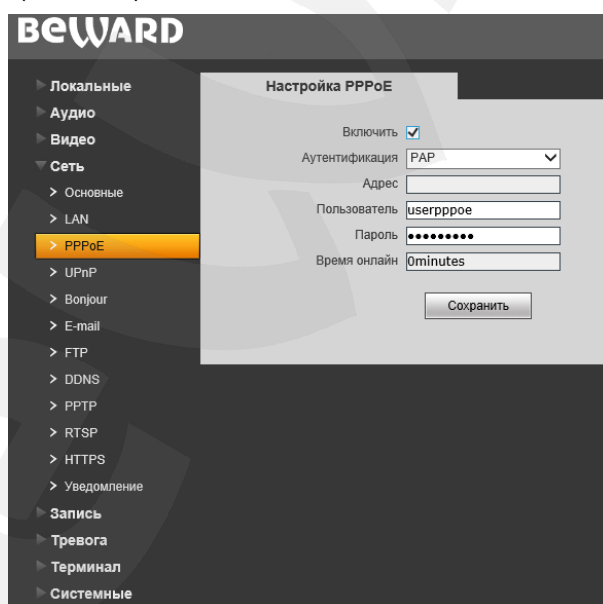 BEWARD
Локальные
Аудио
Видео
Сеть
Основные
LAN
PPPoE
UPnP
Bonjour
E-mail
FTP
DDNS
PPTP
RTSP
HTTPS
Уведомление
Запись
Тревога
Терминал
Системные
Настройка PPPoE
Включить
Аутентификация PAP
Адрес
Пользователь userpppoe
Пароль •••••••••
Время онлайн 0minutes
Сохранить